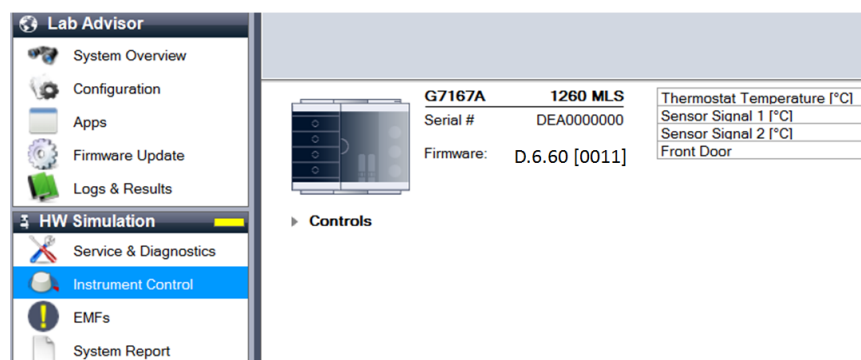 Lab Advisor
System Overview
Configuration
Apps
Firmware Update
Logs & Results
HW Simulation
Service & Diagnostics
Instrument Control
EMFs
System Report
G7167A 1260 MLS
Serial # DEA0000000
Firmware: D.6.60 [0011]
Controls
Thermostat Temperature [°C]
Sensor Signal 1 [°C]
Sensor Signal 2 [°C]
Front Door